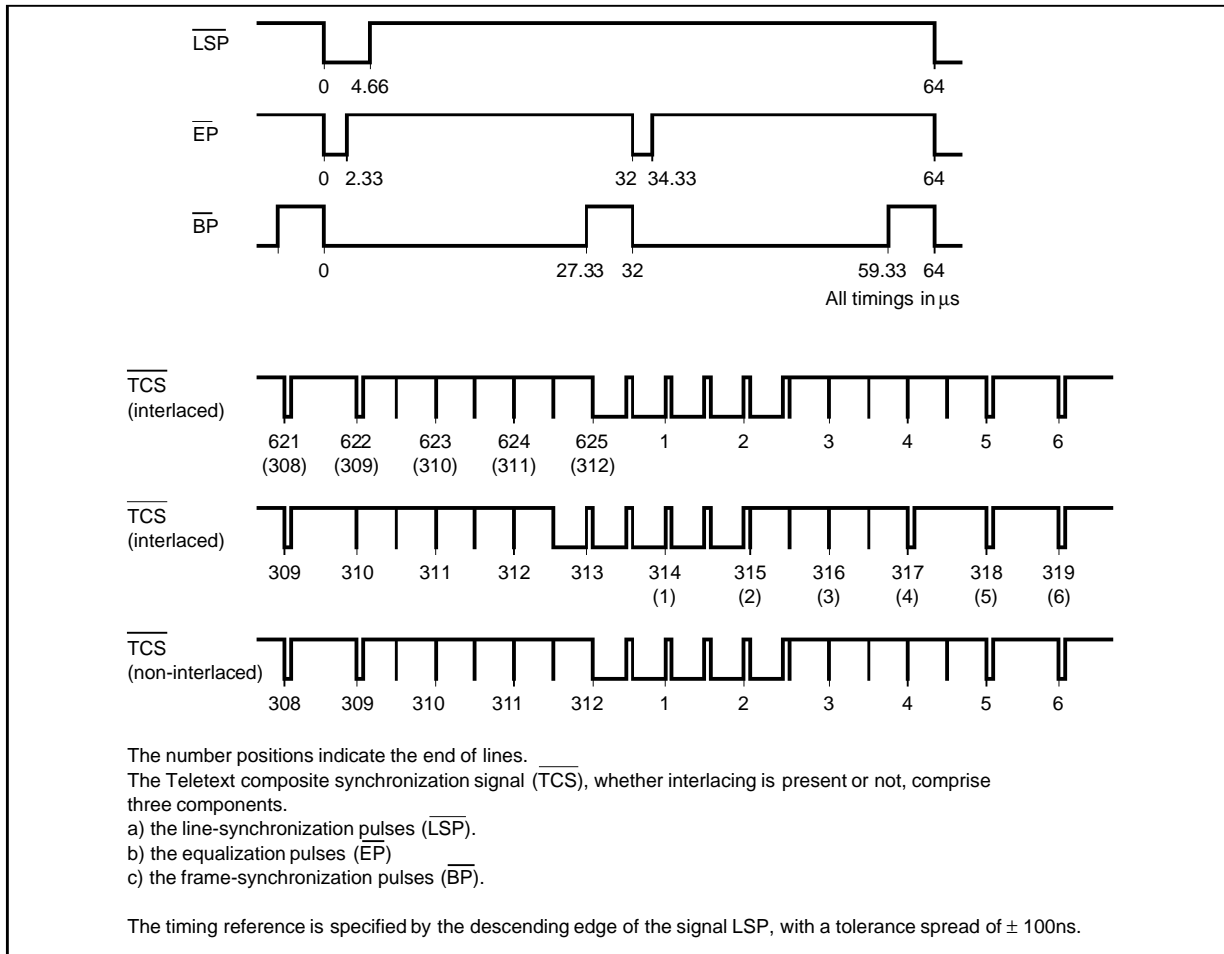 LSP
0 4.66 64
EP
0 2.33 32 34.33 64
BP
0 27.33 32 59.33 64
All timings in µs
TCS
(interlaced)
621 622 623 624 625 1 2 3 4 5 6
(308) (309) (310) (311) (312)
TCS
(interlaced)
309 310 311 312 313 314 315 316 317 318 319
(1) (2) (3) (4) (5) (6)
TCS
(non-interlaced)
308 309 310 311 312 1 2 3 4 5 6
The number positions indicate the end of lines.
The Teletext composite synchronization signal (TCS), whether interlacing is present or not, comprise
three components.
a) the line-synchronization pulses (LSP).
b) the equalization pulses (EP)
c) the frame-synchronization pulses (BP).
The timing reference is specified by the descending edge of the signal LSP, with a tolerance spread of ± 100ns.